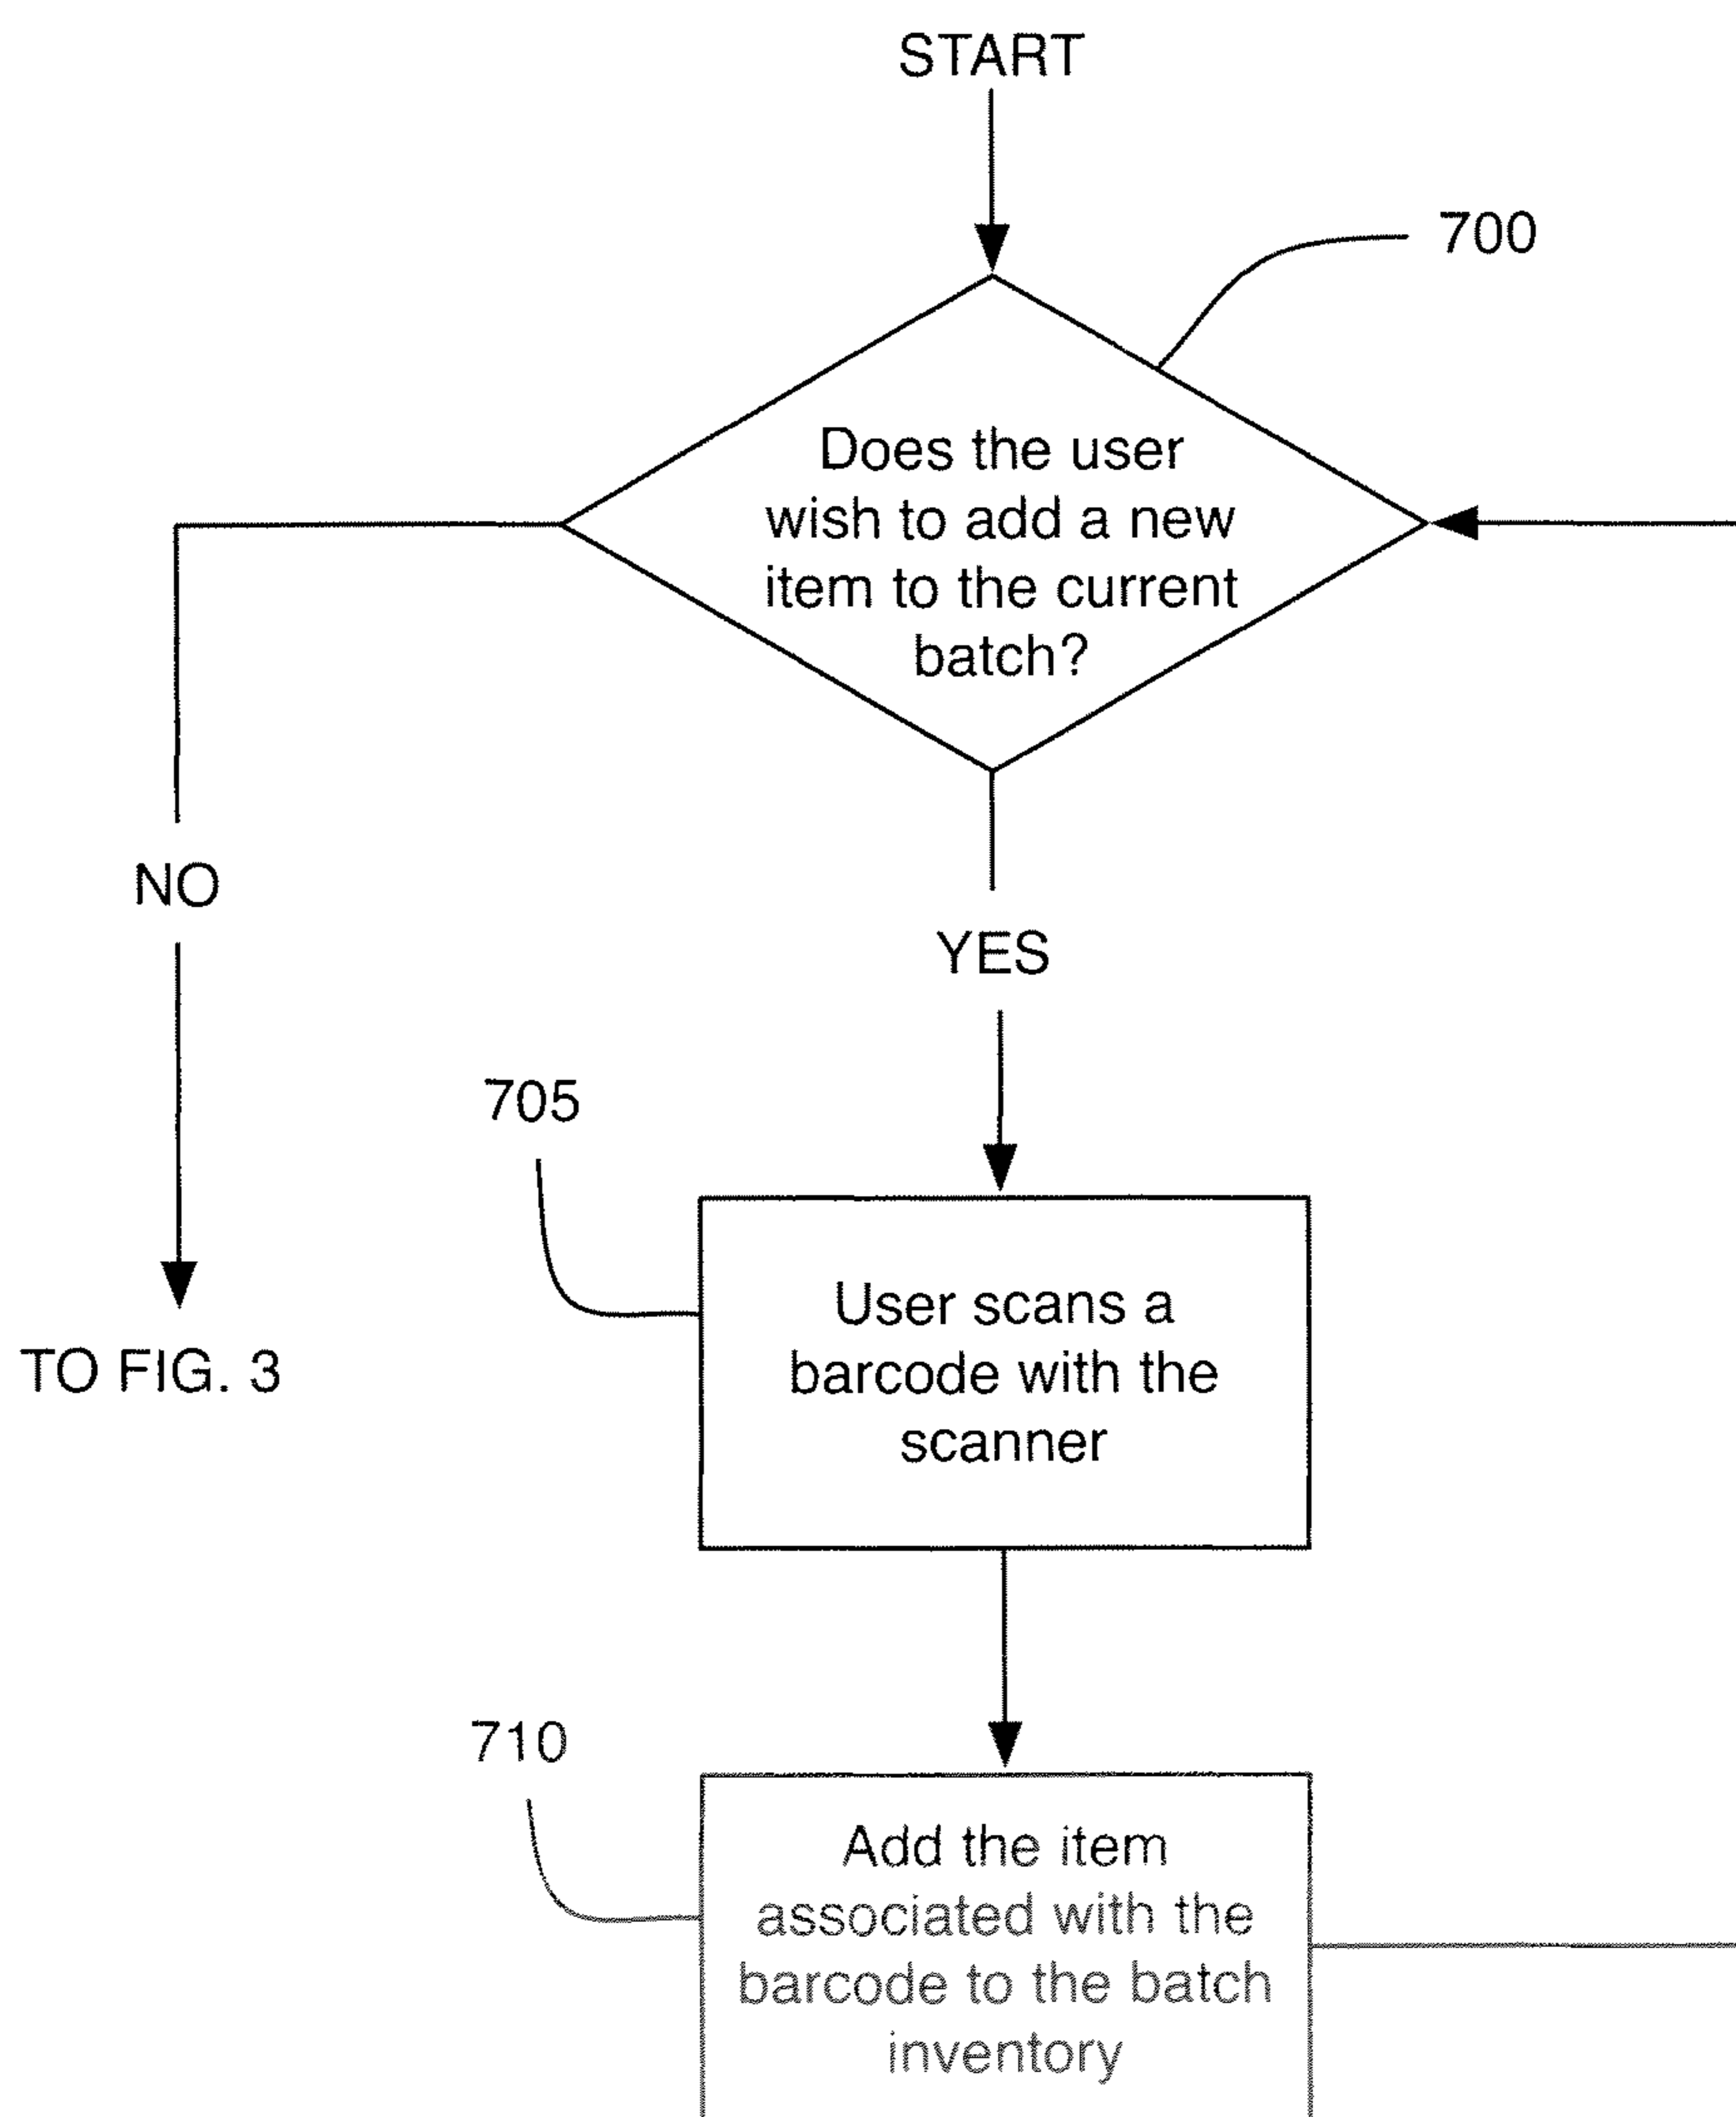 START
700
Does the user
wish to add a new
item to the current
batch?
NO
YES
705
User scans a
barcode with the
scanner
TO FIG. 3
710
Add the item
associated with the
barcode to the batch
inventory